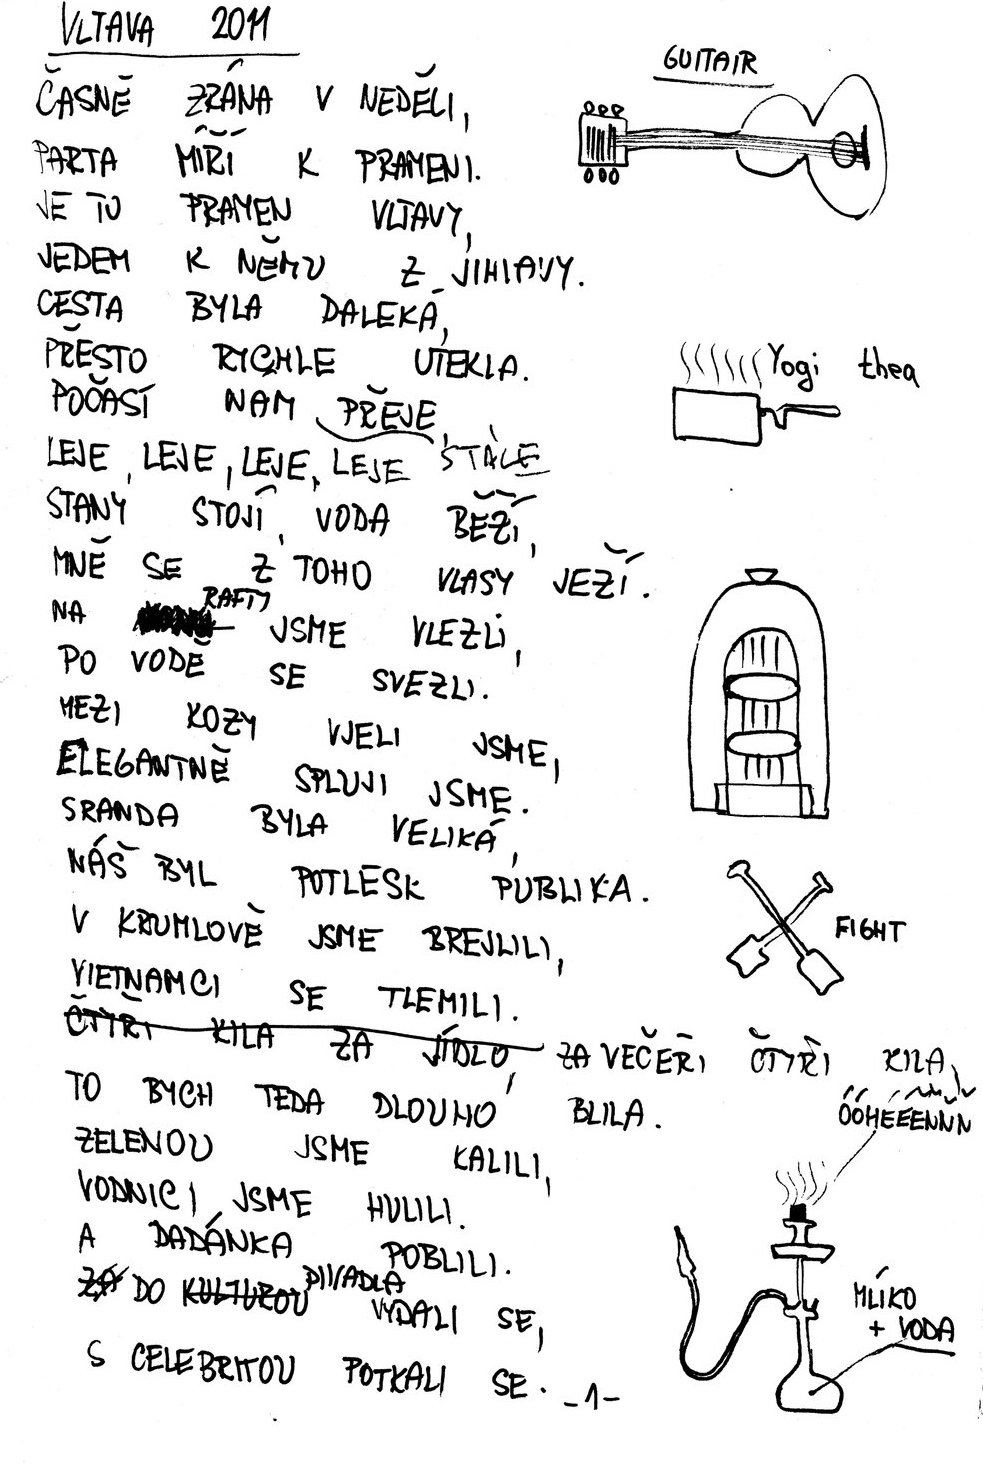 VLTAVA 2011
ČASNĚ ZRÁNA V NEDĚLI,
PARTA MÍŘÍ K PRAMENI.
JE TO PRAMEN VLTAVY,
JEDEM K NĚMU Z JIHLAVY.
CESTA BYLA DALEKÁ,
PŘESTO RYCHLE UTEKLA.
POČASÍ NÁM PŘEJE,
LEJE, LEJE, LEJE, LEJE STÁLE
STANY STOJÍ, VODA BĚŽÍ,
MNĚ SE Z TOHO VLASY JEŽÍ.
NA RAFTY JSME VLEZLI,
PO VODĚ SE SVEZLI.
MEZI KOZY VJELI JSME,
ELEGANTNĚ SPLUJI JSME.
SRANDA BYLA VELIKÁ,
NÁŠ BYL POTLESK PUBLIKA.
V KRUMLOVĚ JSME BREJLILI,
VIETNAMCI SE TLEMILI.
ČTYŘI KILA ZA JÍDLO, ZA VEČEŘI ČTYŘI KILA,
TO BYCH TEDA DLOUHO BLILA.
ZELENOU JSME KALILI,
VODNICI JSME HULILI.
A DADÁNKA POBLILI.
ZA DO KULTUROU DIVADLA VYDALI SE,
S CELEBRITOU POTKALI SE.
-1-
GUITAIR
Yogi thea
FIGHT
ÓÓHEEENNN
MLÍKO
+ VODA